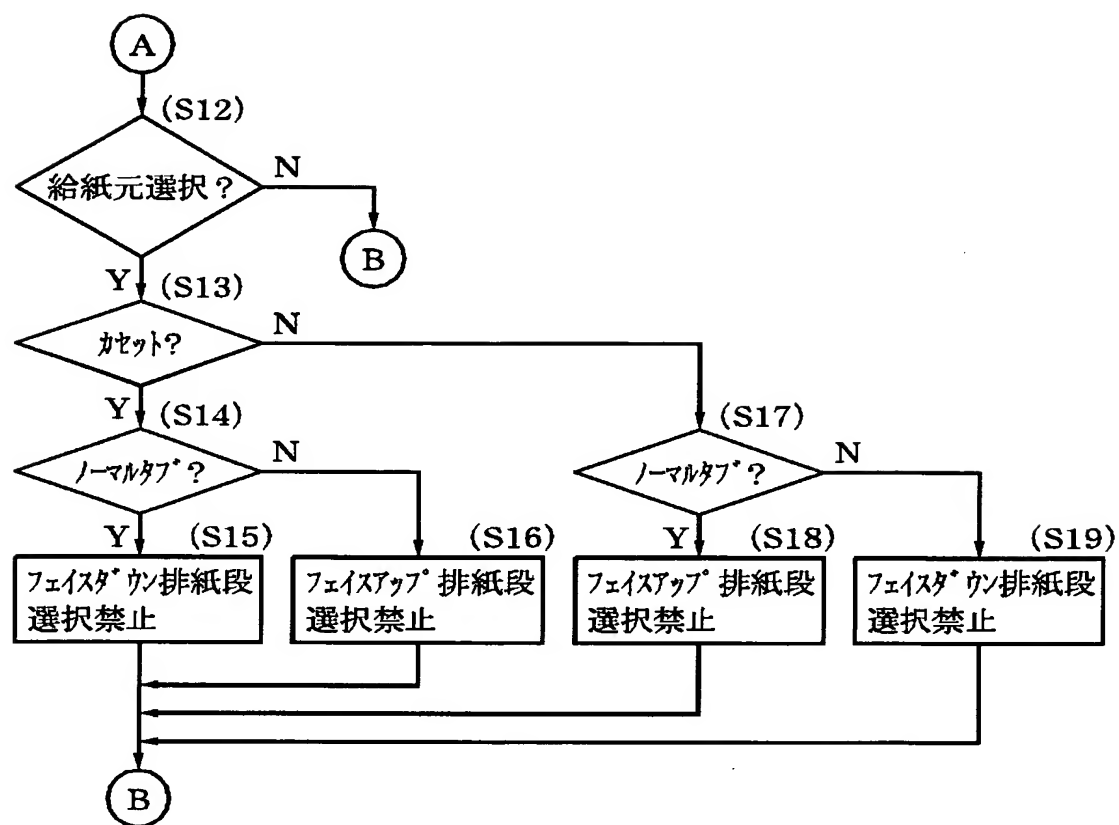 A
(S12)
給紙元選択?
N
B
Y
(S13)
カセット?
N
Y
(S14)
ノーマルタブ?
N
(S17)
ノーマルタブ?
N
Y
(S15)
フェイスダウン排紙段
選択禁止
(S16)
フェイスアップ排紙段
選択禁止
Y
(S18)
フェイスアップ排紙段
選択禁止
(S19)
フェイスダウン排紙段
選択禁止
B